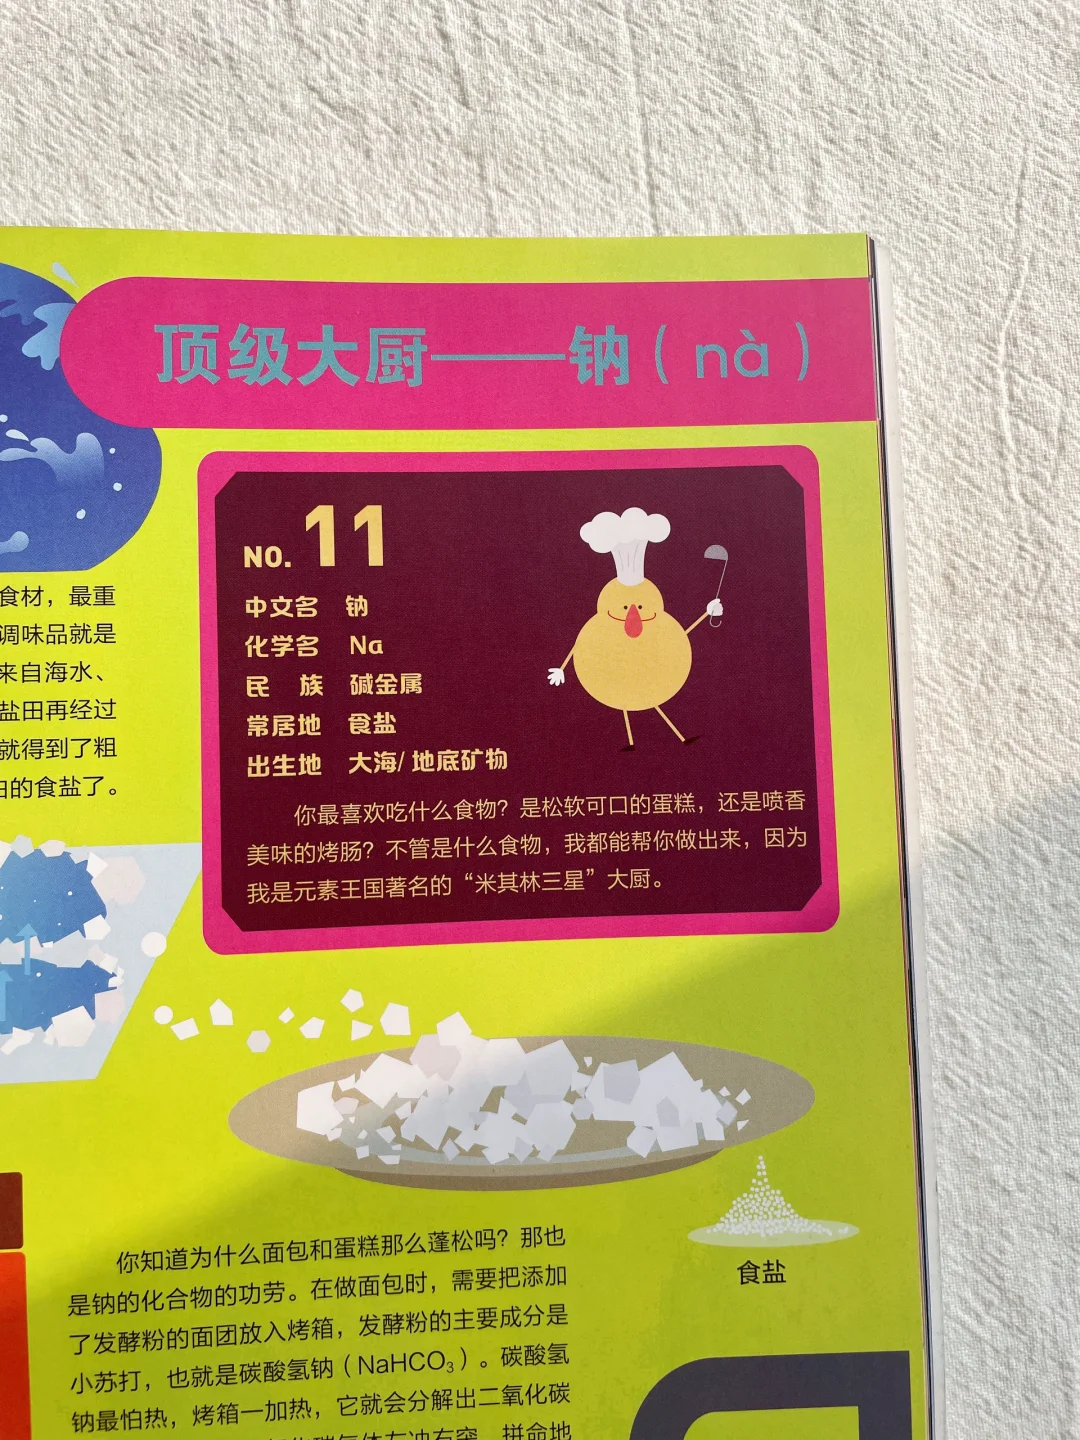 顶级大厨——钠（nà）
NO. 11
中文名 钠
化学名 Na
民 族 碱金属
常居地 食盐
出生地 大海/地底矿物
你最喜欢吃什么食物？是松软可口的蛋糕，还是喷香
美味的烤肠？不管是什么食物，我都能帮你做出来，因为
我是元素王国著名的“米其林三星”大厨。
食材，最重
调味品就是
来自海水、
盐田再经过
就得到了粗
的食盐了。
食盐
你知道为什么面包和蛋糕那么蓬松吗？那也
是钠的化合物的功劳。在做面包时，需要把添加
了发酵粉的面团放入烤箱，发酵粉的主要成分是
小苏打，也就是碳酸氢钠（NaHCO₃）。碳酸氢
钠最怕热，烤箱一加热，它就会分解出二氧化碳
化碳气体左冲右突，拼命地